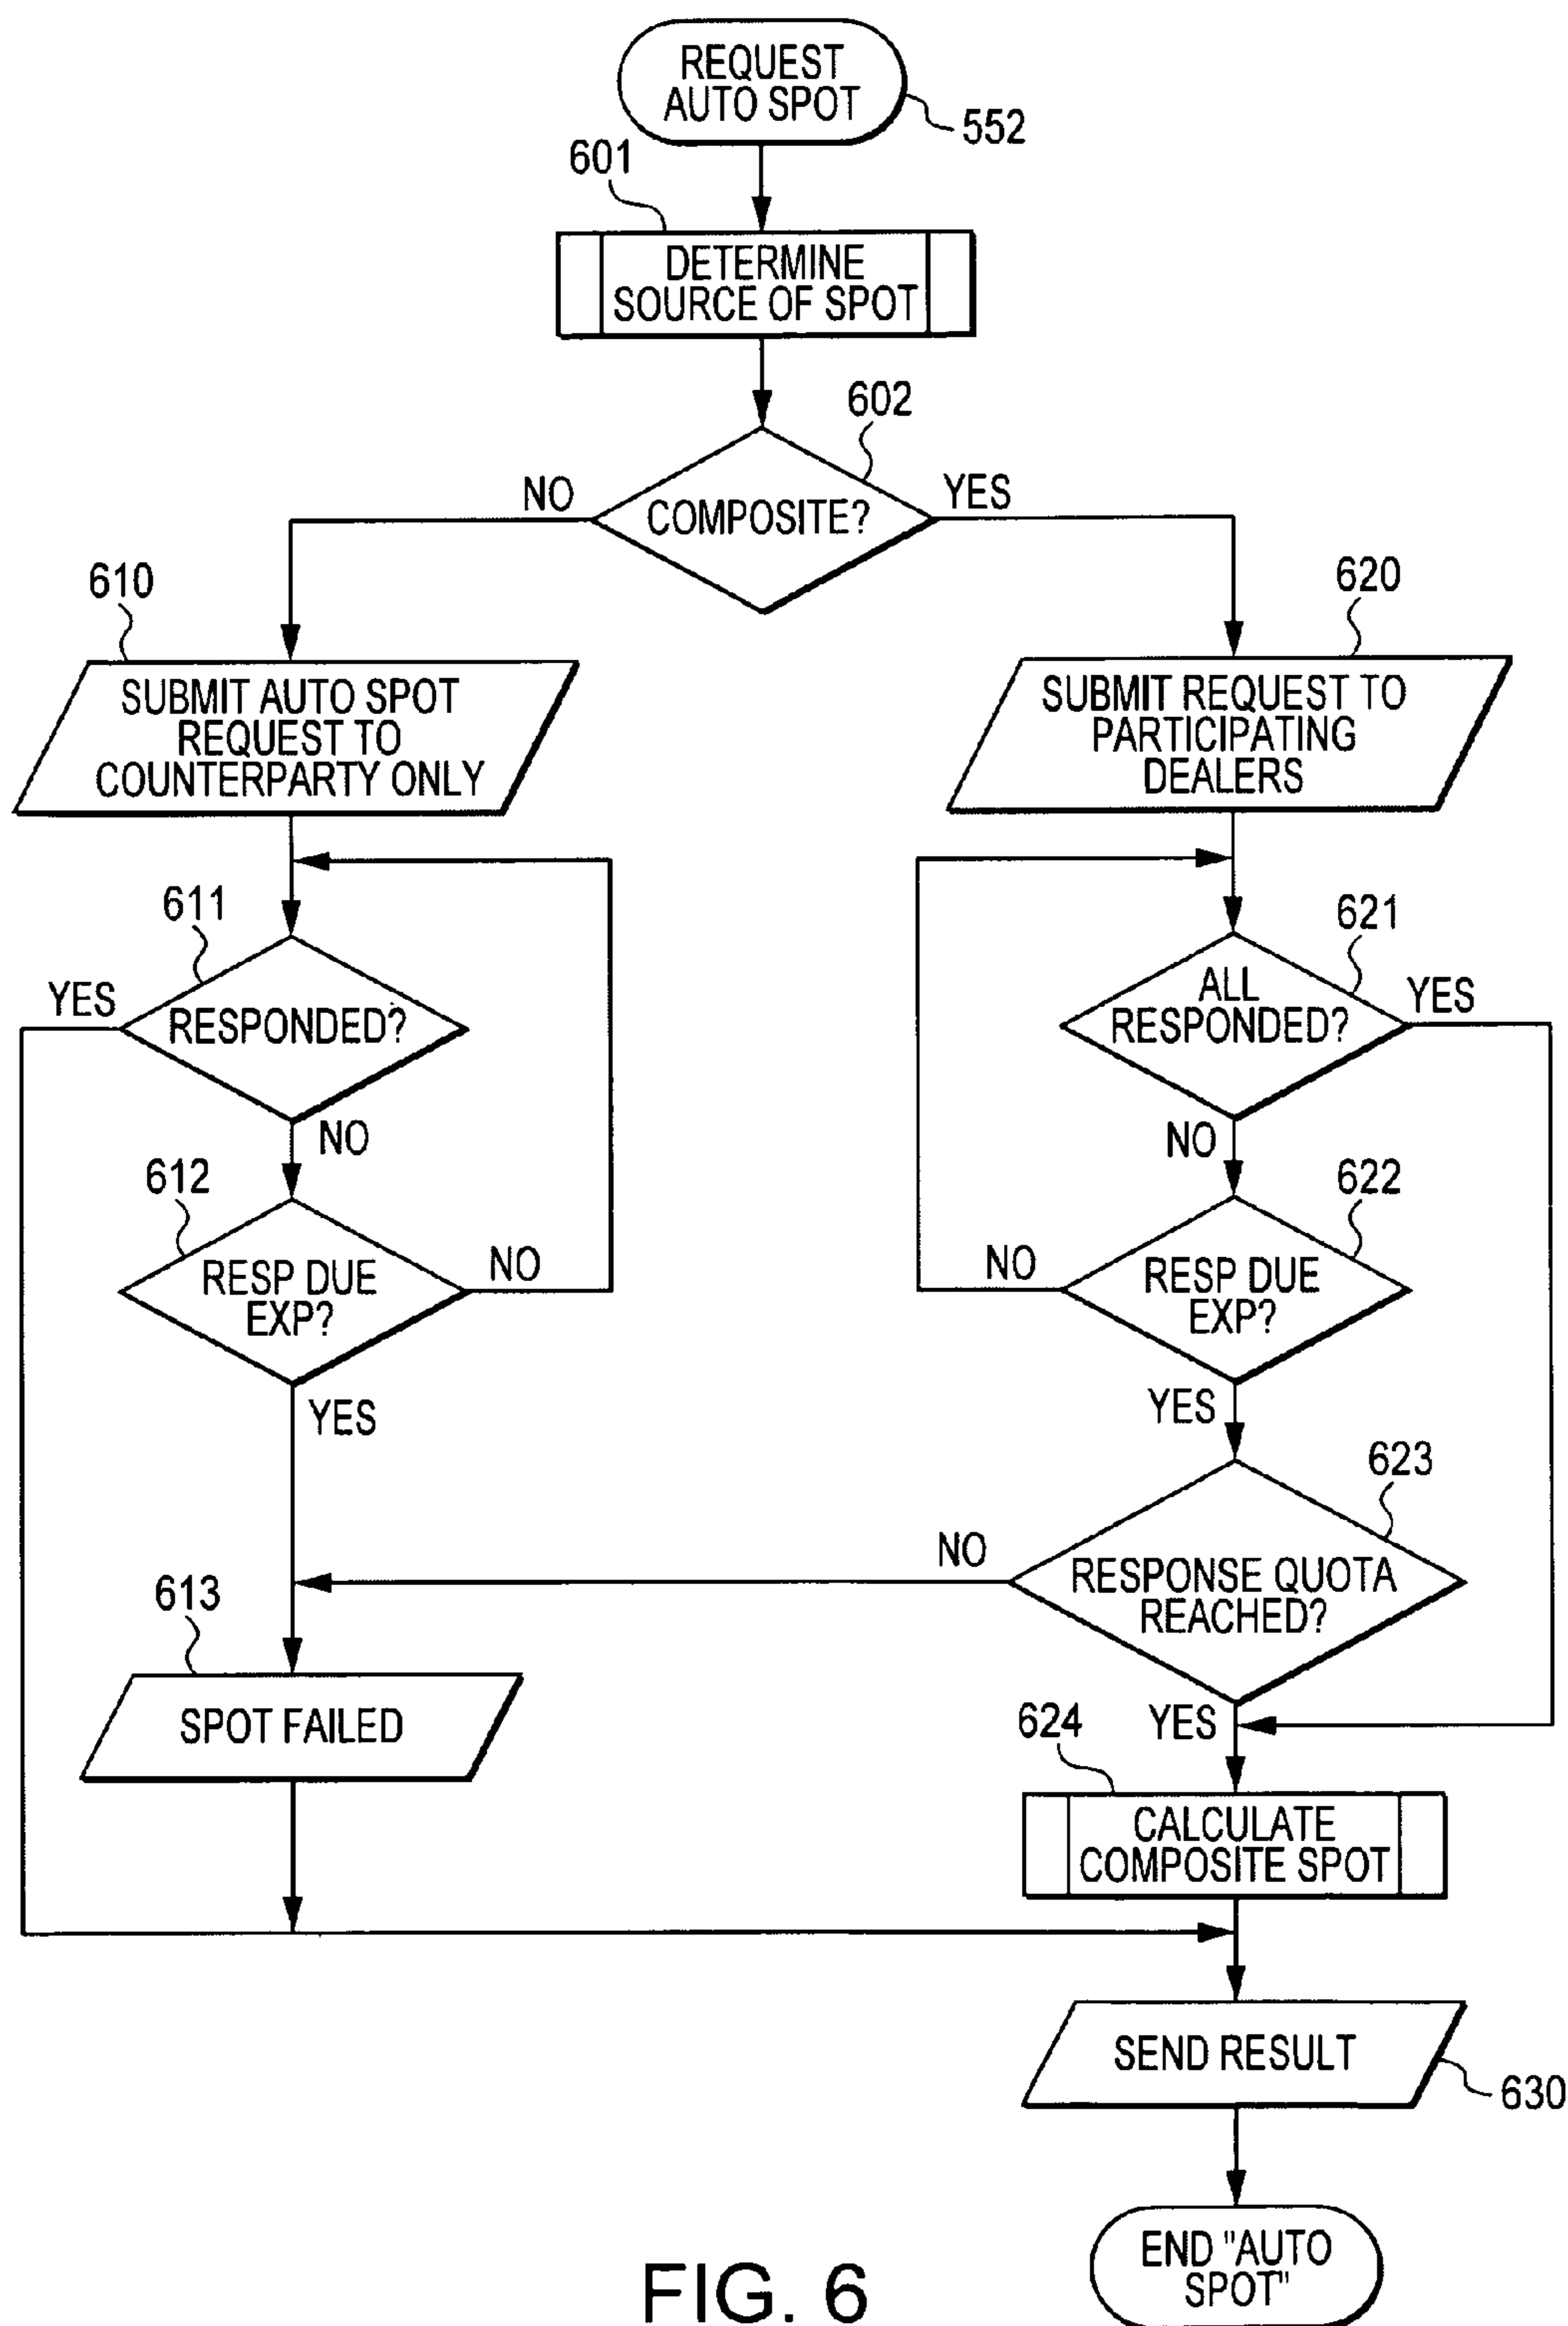 REQUEST
AUTO SPOT
552
601
DETERMINE
SOURCE OF SPOT
602
NO
COMPOSITE?
YES
610
620
SUBMIT AUTO SPOT
REQUEST TO
COUNTERPARTY ONLY
SUBMIT REQUEST TO
PARTICIPATING
DEALERS
611
621
YES
RESPONDED?
ALL
RESPONDED?
YES
NO
NO
612
622
RESP DUE
EXP?
NO
NO
RESP DUE
EXP?
YES
YES
623
NO
RESPONSE QUOTA
REACHED?
613
SPOT FAILED
624
YES
CALCULATE
COMPOSITE SPOT
SEND RESULT
630
END "AUTO
SPOT"
FIG. 6